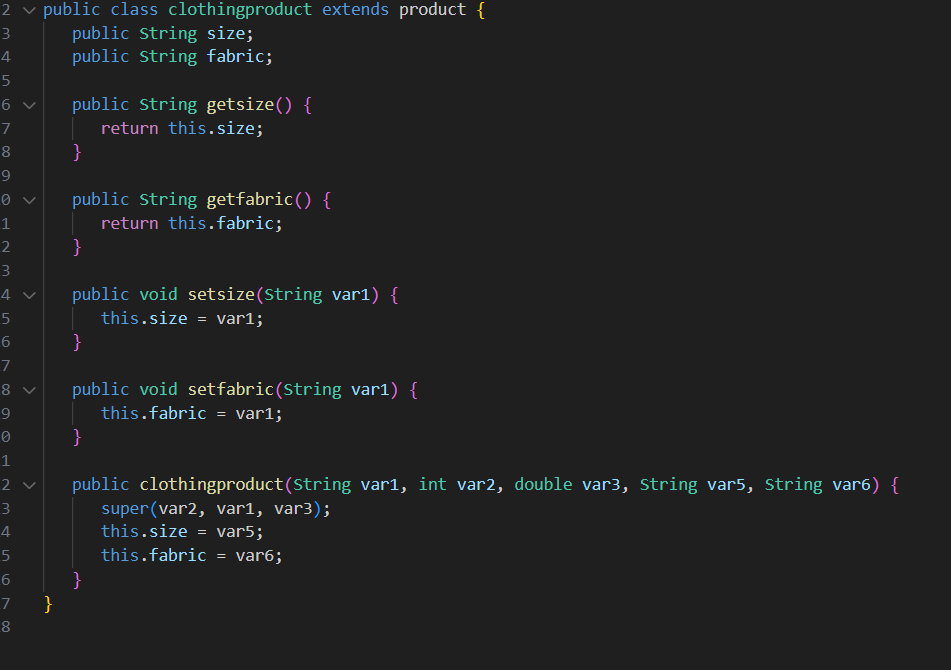 2 public class clothingproduct extends product {
3 public String size;
4 public String fabric;
5
6 public String getsize() {
7 return this.size;
8 }
9
0 public String getfabric() {
1 return this.fabric;
2 }
3
4 public void setsize(String var1) {
5 this.size = var1;
6 }
7
8 public void setfabric(String var1) {
9 this.fabric = var1;
0 }
1
2 public clothingproduct(String var1, int var2, double var3, String var5, String var6) {
3 super(var2, var1, var3);
4 this.size = var5;
5 this.fabric = var6;
6 }
7 }
8